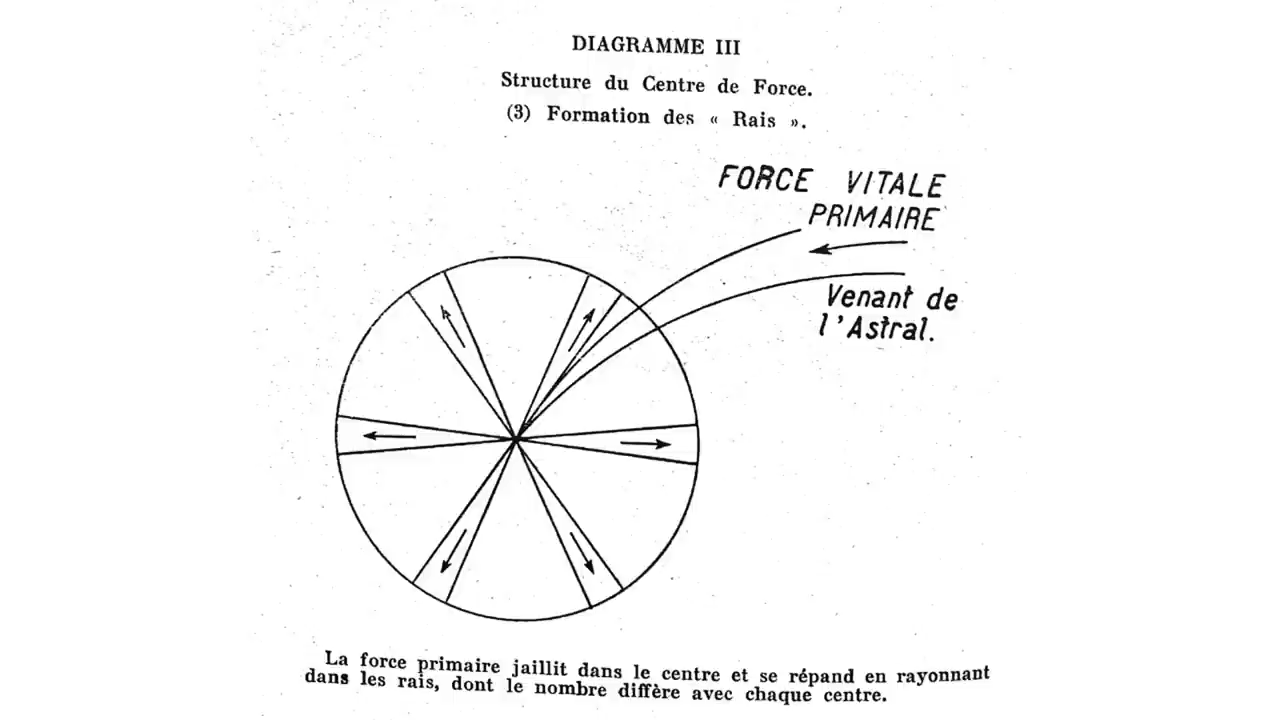 DIAGRAMME III
Structure du Centre de Force.
(3) Formation des « Rais ».
FORCE VITALE
PRIMAIRE
Venant de
l'Astral.
La force primaire jaillit dans le centre et se répand en rayonnant
dans les rais, dont le nombre diffère avec chaque centre.